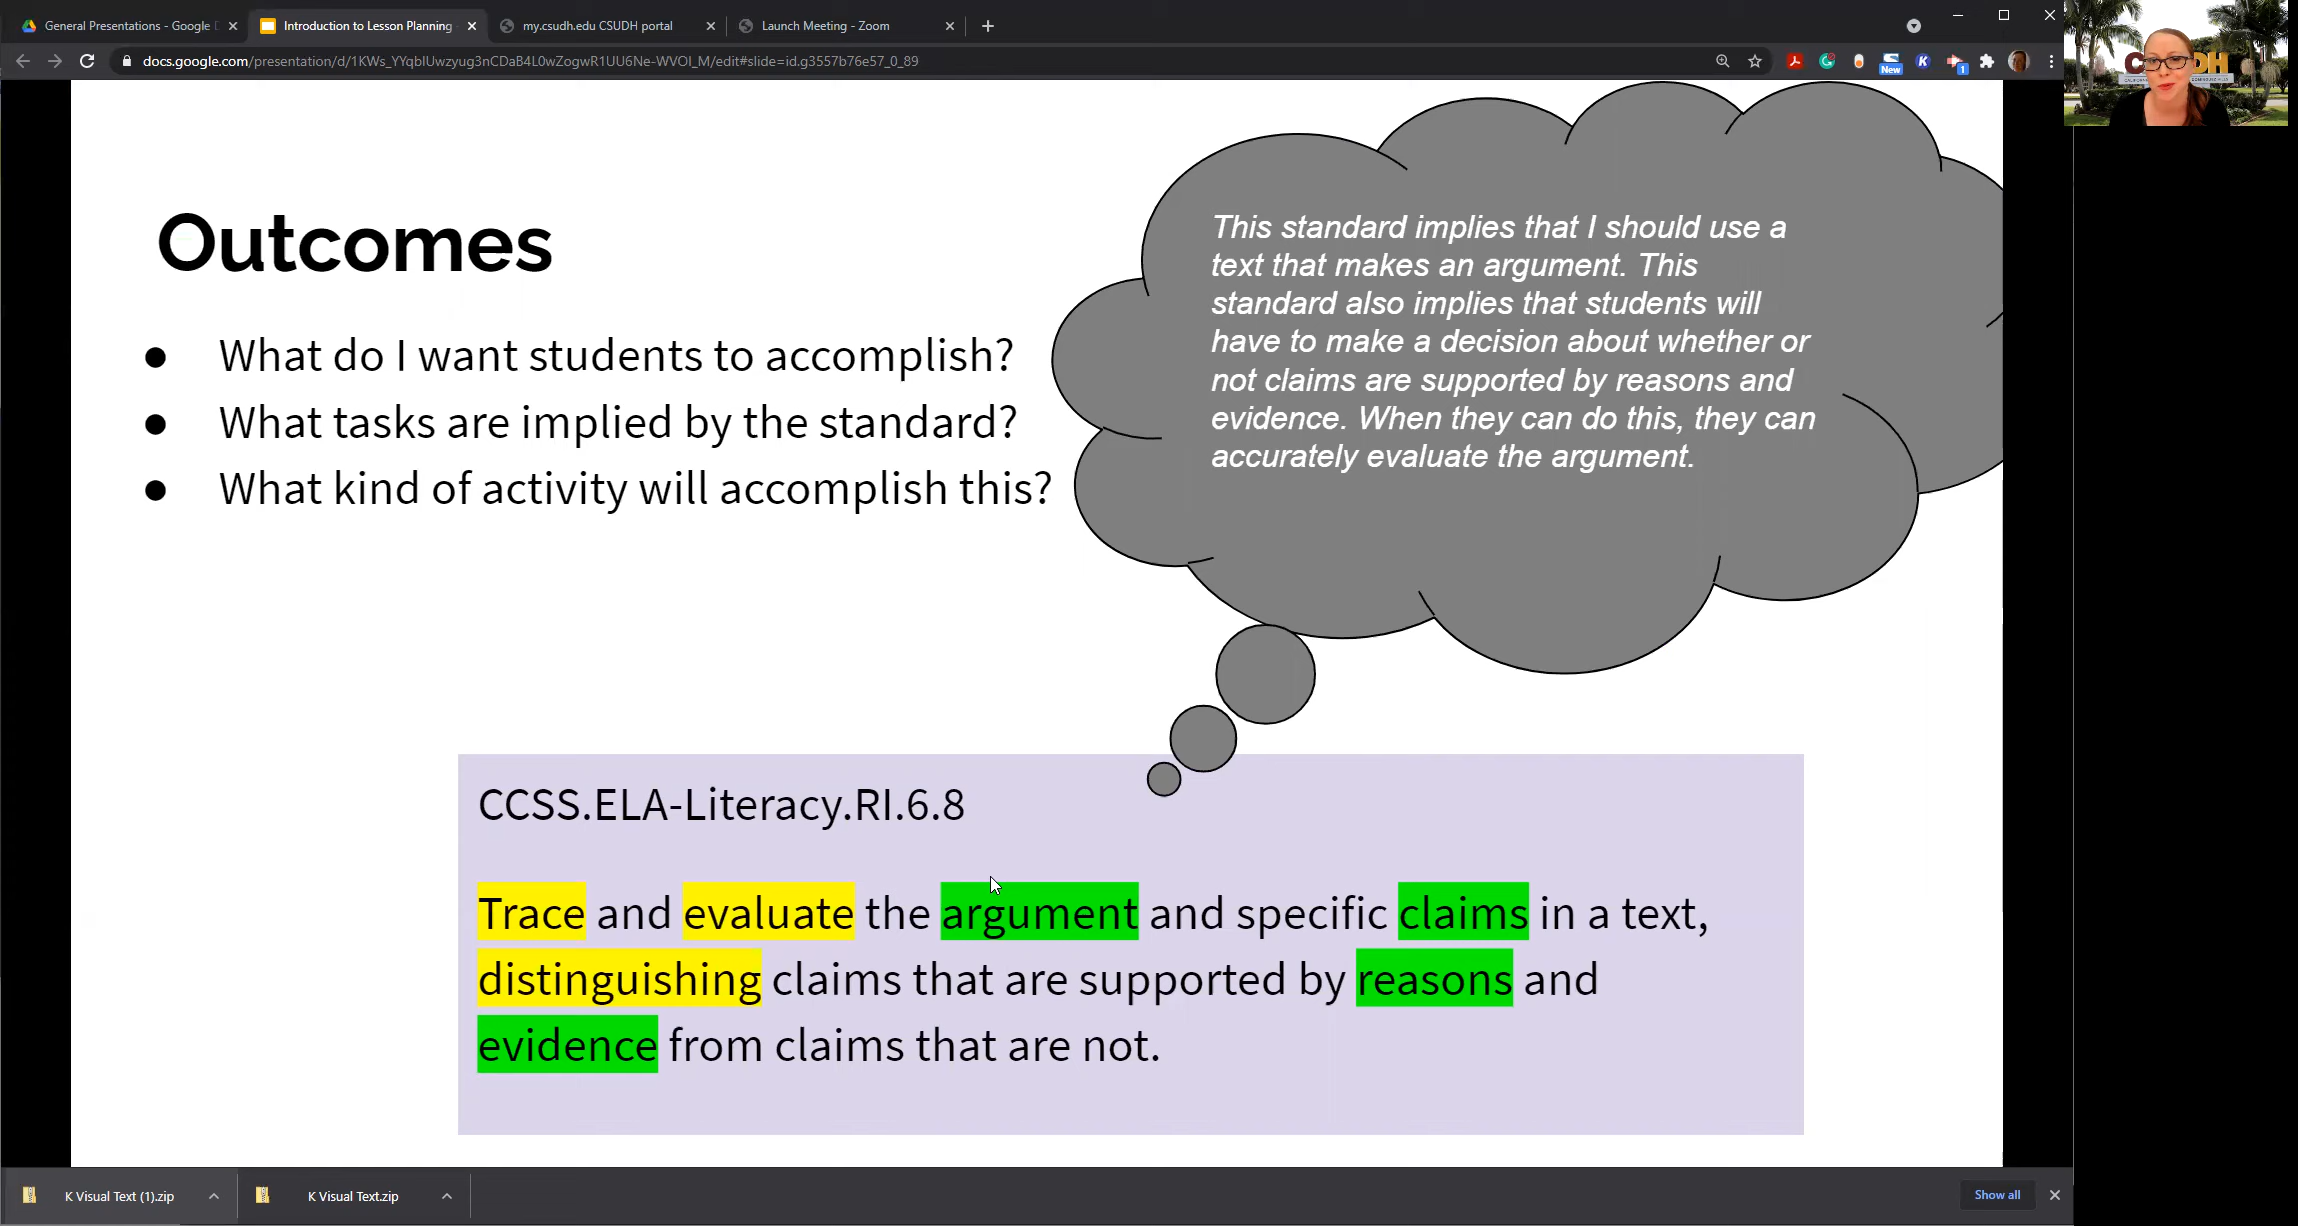 General Presentations - Google D
Introduction to Lesson Planning
my.csudh.edu CSUDH portal
Launch Meeting - Zoom
docs.google.com/presentation/d/1KWs_YYqbIUwzyug3nCDaB4L0wZogwR1UU6Ne-WVOI_M/edit#slide=id.g3557b76e57_0_89
New
1
Outcomes
● What do I want students to accomplish?
● What tasks are implied by the standard?
● What kind of activity will accomplish this?
This standard implies that I should use a
text that makes an argument. This
standard also implies that students will
have to make a decision about whether or
not claims are supported by reasons and
evidence. When they can do this, they can
accurately evaluate the argument.
CCSS.ELA-Literacy.RI.6.8
Trace and evaluate the argument and specific claims in a text,
distinguishing claims that are supported by reasons and
evidence from claims that are not.
K Visual Text (1).zip
K Visual Text.zip
Show all